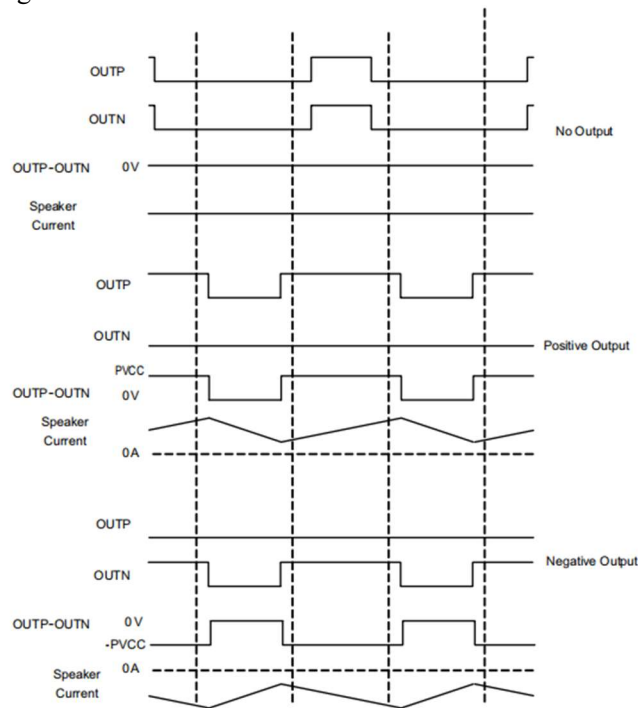 OUTP
OUTN
No Output
OUTP-OUTN 0V
Speaker
Current
OUTP
OUTN
Positive Output
PVCC
OUTP-OUTN 0V
Speaker
Current
0A
OUTP
OUTN
Negative Output
OUTP-OUTN 0V
-PVCC
Speaker 0A
Current